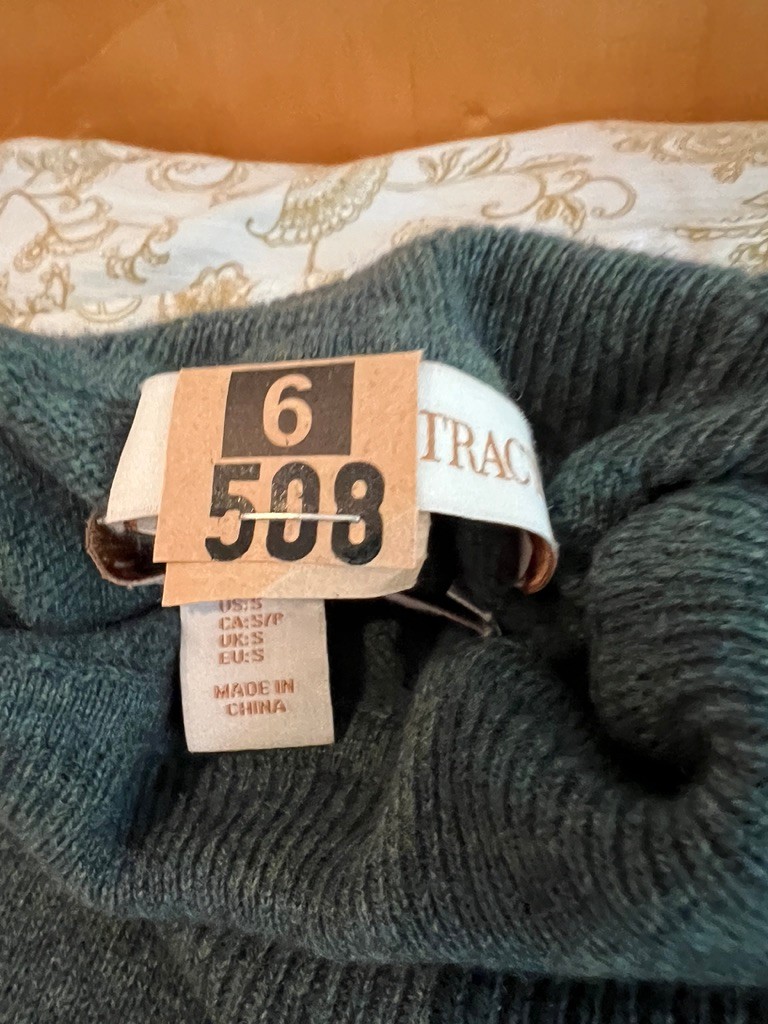 6
TRAC
508
US:S
CA:S/P
UK:S
EU:S
MADE IN
CHINA